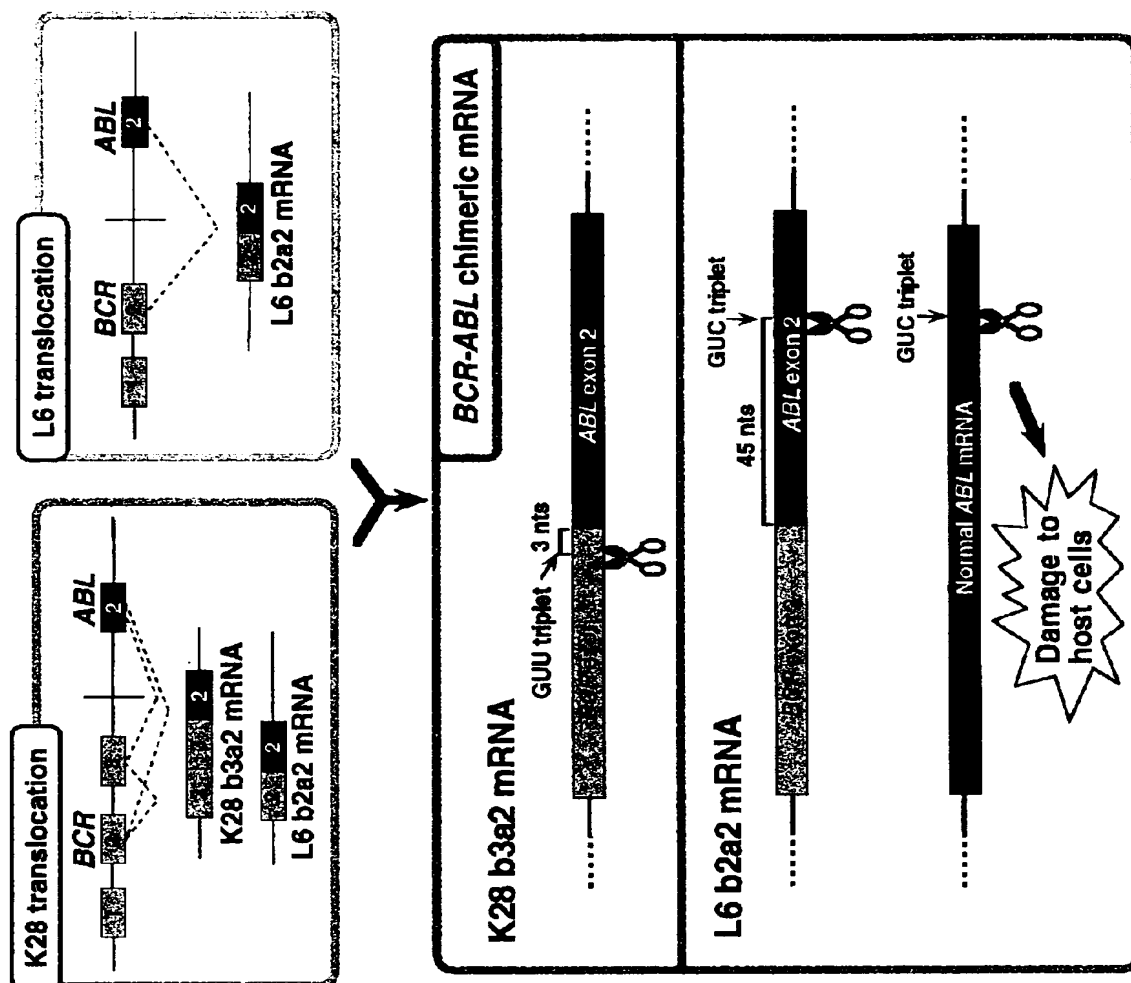 K28 translocation
BCR
ABL
2
K28 b3a2 mRNA
2
L6 b2a2 mRNA
2
L6 translocation
BCR
ABL
2
L6 b2a2 mRNA
2
BCR-ABL chimeric mRNA
K28 b3a2 mRNA
GUU triplet
3 nts
ABL exon 2
L6 b2a2 mRNA
45 nts
GUC triplet
ABL exon 2
GUC triplet
Normal ABL mRNA
Damage to
host cells